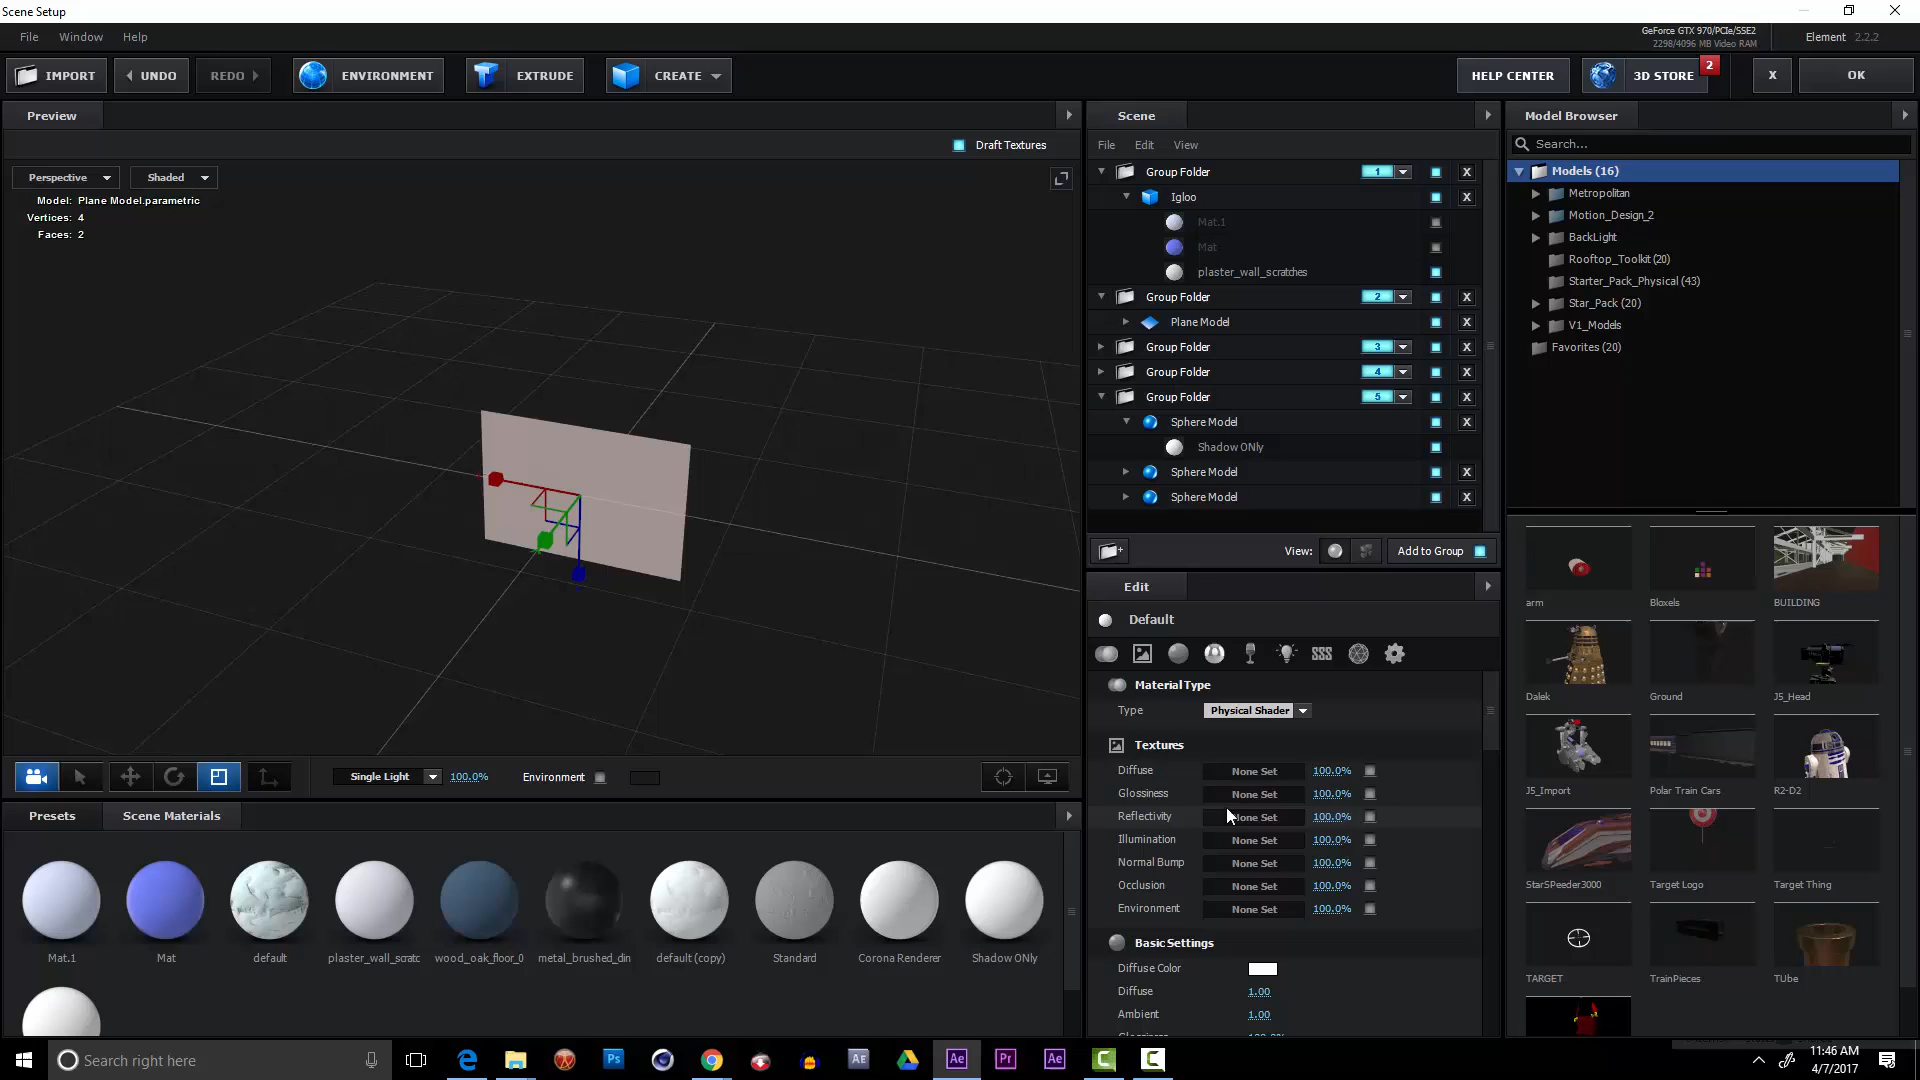 Scene Setup
File Window Help
GeForce GTX 970/PCIe/SSE2
2298/4096 MB Video RAM
Element 2.2.2
IMPORT UNDO REDO ENVIRONMENT EXTRUDE CREATE HELP CENTER 3D STORE 2 X OK
Preview
Draft Textures
Perspective Shaded
Model: Plane Model.parametric
Vertices: 4
Faces: 2
Single Light 100.0% Environment
Presets Scene Materials
Mat.1 Mat default plaster_wall_scratc wood_oak_floor_0 metal_brushed_din default (copy) Standard Corona Renderer Shadow ONly
Scene
File Edit View
Group Folder 1 X
Igloo X
Mat.1
Mat
plaster_wall_scratches
Group Folder 2 X
Plane Model X
Group Folder 3 X
Group Folder 4 X
Group Folder 5 X
Sphere Model X
Shadow ONly
Sphere Model X
Sphere Model X
View: Add to Group
Edit
Default
Material Type
Type Physical Shader
Textures
Diffuse None Set 100.0%
Glossiness None Set 100.0%
Reflectivity None Set 100.0%
Illumination None Set 100.0%
Normal Bump None Set 100.0%
Occlusion None Set 100.0%
Environment None Set 100.0%
Basic Settings
Diffuse Color
Diffuse 1.00
Ambient 1.00
Model Browser
Search...
Models (16)
Metropolitan
Motion_Design_2
BackLight
Rooftop_Toolkit (20)
Starter_Pack_Physical (43)
Star_Pack (20)
V1_Models
Favorites (20)
arm Bloxels BUILDING
Dalek Ground J5_Head
J5_Import Polar Train Cars R2-D2
StarSPeeder3000 Target Logo Target Thing
TARGET TrainPieces TUbe
Search right here
Ps AE Ae Pr Ae
11:46 AM
4/7/2017